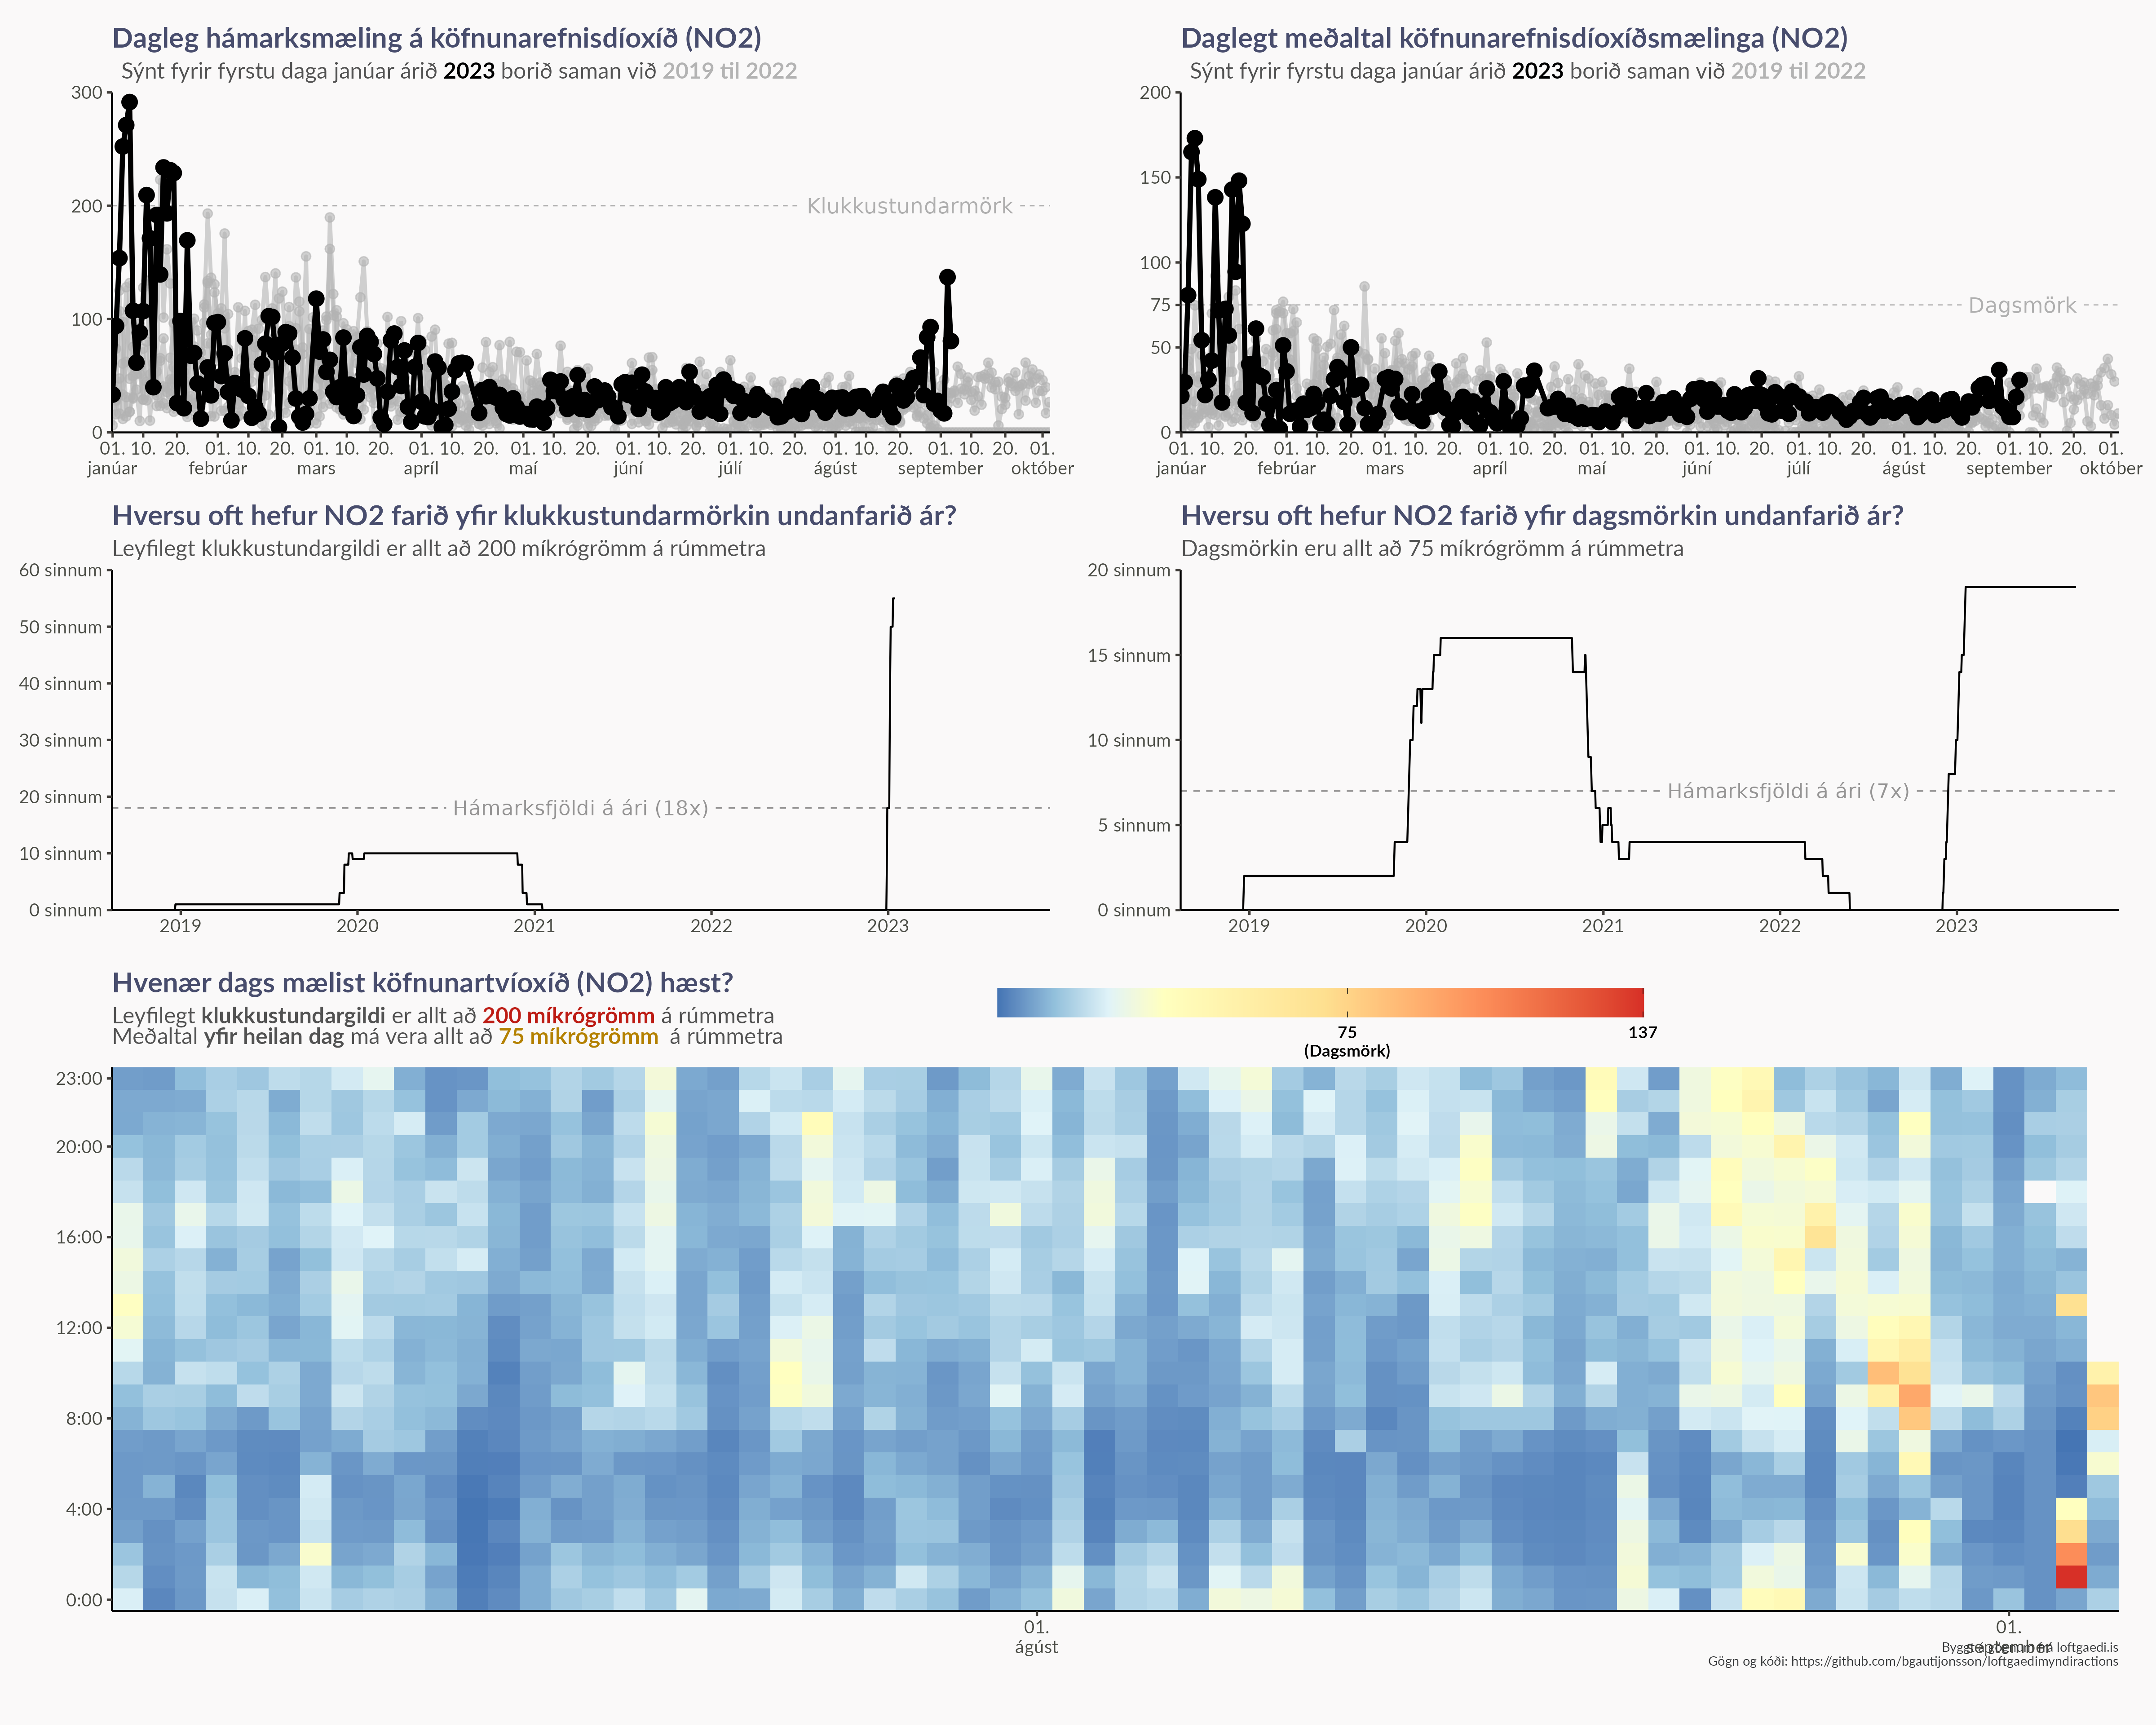 Dagleg hámarksmæling á köfnunarefnisdíoxíð (NO2)
Sýnt fyrir fyrstu daga janúar árið 2023 borið saman við 2019 til 2022
300
200
100
0
Klukkustundarmörk
01. 10. 20. 01. 10. 20. 01. 10. 20. 01. 10. 20. 01. 10. 20. 01. 10. 20. 01. 10. 20. 01. 10. 20. 01. 10. 20. 01.
janúar febrúar mars apríl maí júní júlí ágúst september október
Daglegt meðaltal köfnunarefnisdíoxíðsmælinga (NO2)
Sýnt fyrir fyrstu daga janúar árið 2023 borið saman við 2019 til 2022
200
150
100
75
50
0
Dagsmörk
01. 10. 20. 01. 10. 20. 01. 10. 20. 01. 10. 20. 01. 10. 20. 01. 10. 20. 01. 10. 20. 01. 10. 20. 01. 10. 20. 01.
janúar febrúar mars apríl maí júní júlí ágúst september október
Hversu oft hefur NO2 farið yfir klukkustundarmörkin undanfarið ár?
Leyfilegt klukkustundargildi er allt að 200 míkrógrömm á rúmmetra
60 sinnum
50 sinnum
40 sinnum
30 sinnum
20 sinnum
10 sinnum
0 sinnum
Hámarksfjöldi á ári (18x)
2019 2020 2021 2022 2023
Hversu oft hefur NO2 farið yfir dagsmörkin undanfarið ár?
Dagsmörkin eru allt að 75 míkrógrömm á rúmmetra
20 sinnum
15 sinnum
10 sinnum
5 sinnum
0 sinnum
Hámarksfjöldi á ári (7x)
2019 2020 2021 2022 2023
Hvenær dags mælist köfnunartvíoxíð (NO2) hæst?
Leyfilegt klukkustundargildi er allt að 200 míkrógrömm á rúmmetra
Meðaltal yfir heilan dag má vera allt að 75 míkrógrömm á rúmmetra
75 137
(Dagsmörk)
23:00
20:00
16:00
12:00
8:00
4:00
0:00
01. 01.
ágúst september
Byggt á gögnum frá loftgaedi.is
Gögn og kóði: https://github.com/bgautijonsson/loftgaedimyndiractions